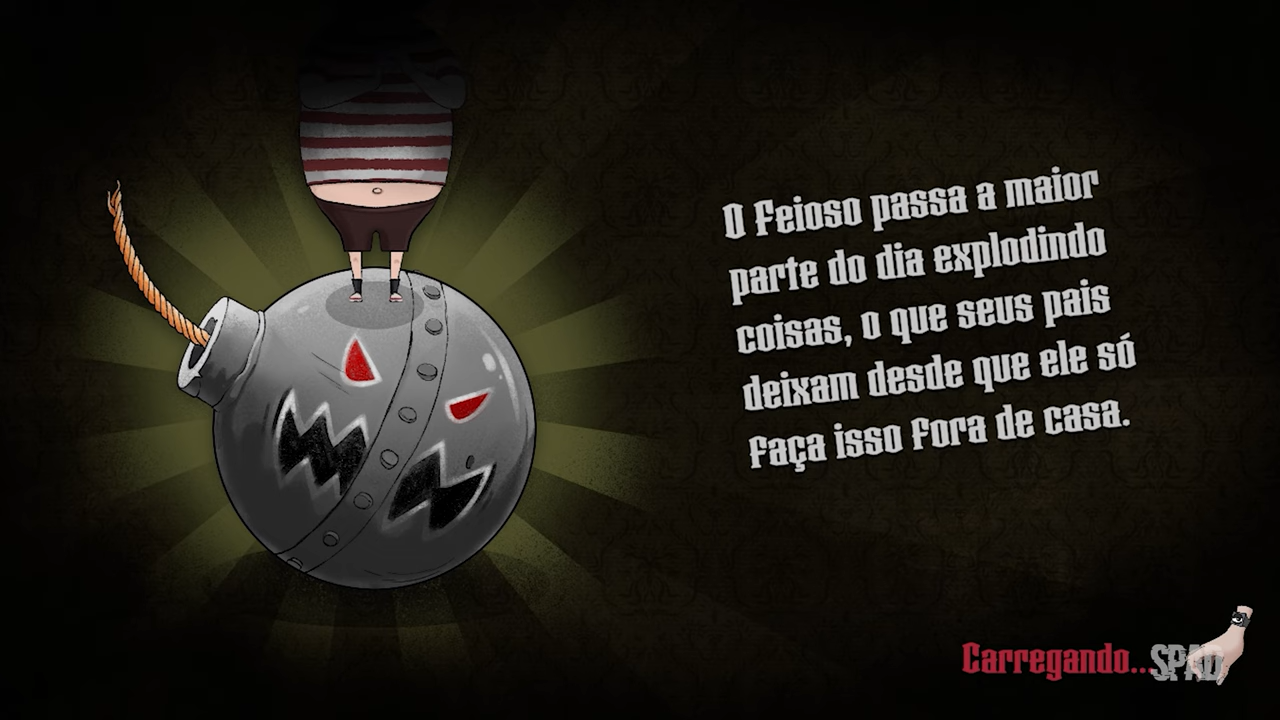 O Feioso passa a maior
parte do dia explodindo
coisas, o que seus pais
deixam desde que ele só
faça isso fora de casa.
Carregando...